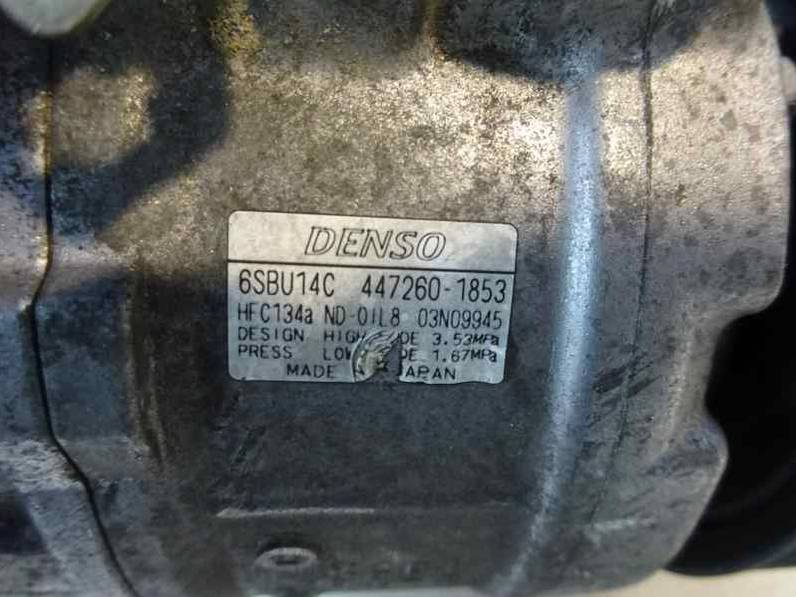 DENSO
6SBU14C 447260-1853
HFC134a ND-OIL8 03N09945
DESIGN HIGH DE 3.53MPa
PRESS LOW DE 1.67MPa
MADE JAPAN